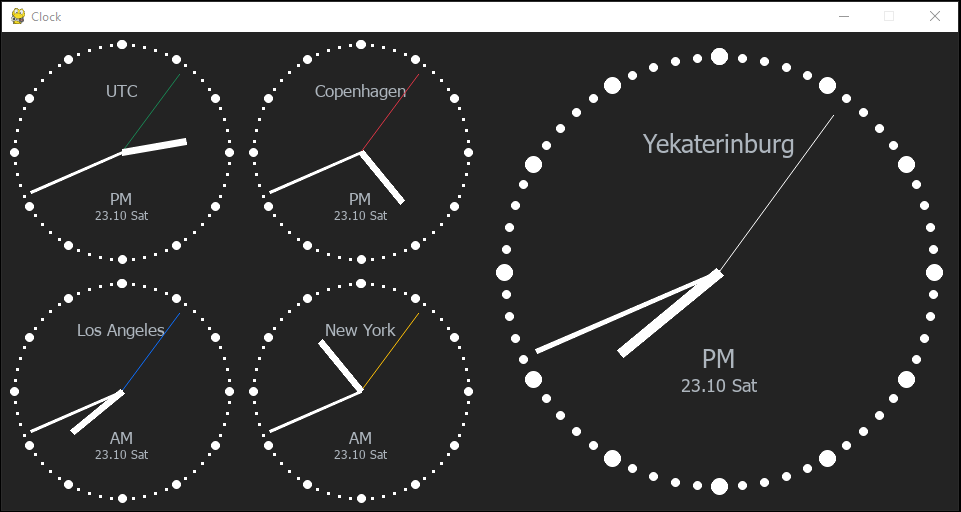 Clock
UTC
PM
23.10 Sat
Copenhagen
PM
23.10 Sat
Los Angeles
AM
23.10 Sat
New York
AM
23.10 Sat
Yekaterinburg
PM
23.10 Sat